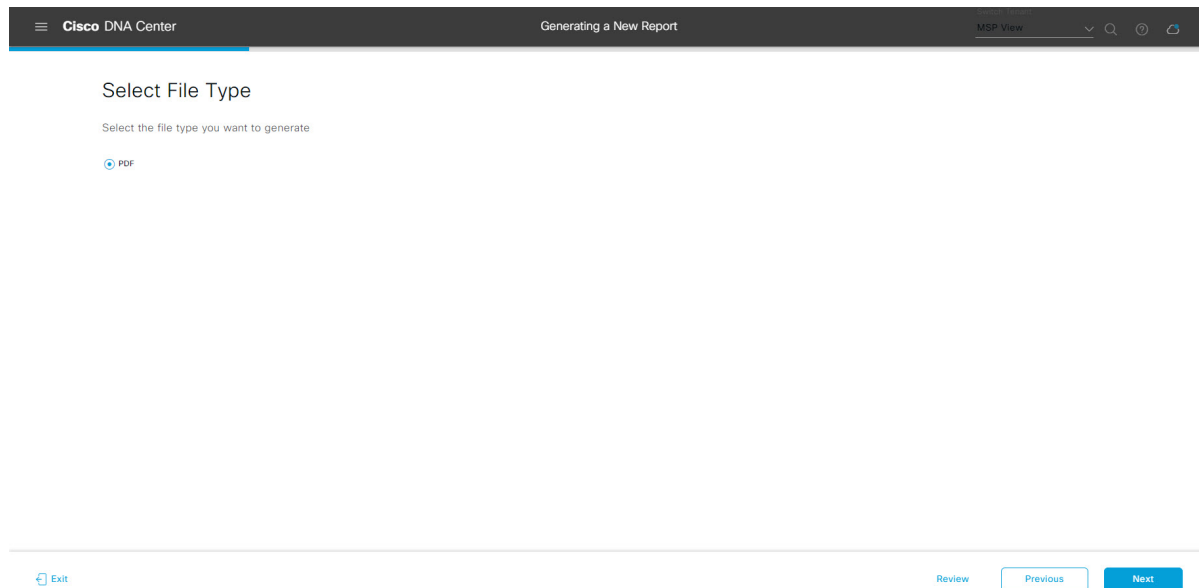 Cisco DNA Center
Generating a New Report
MSP View
Select File Type
Select the file type you want to generate
PDF
Exit
Review
Previous
Next